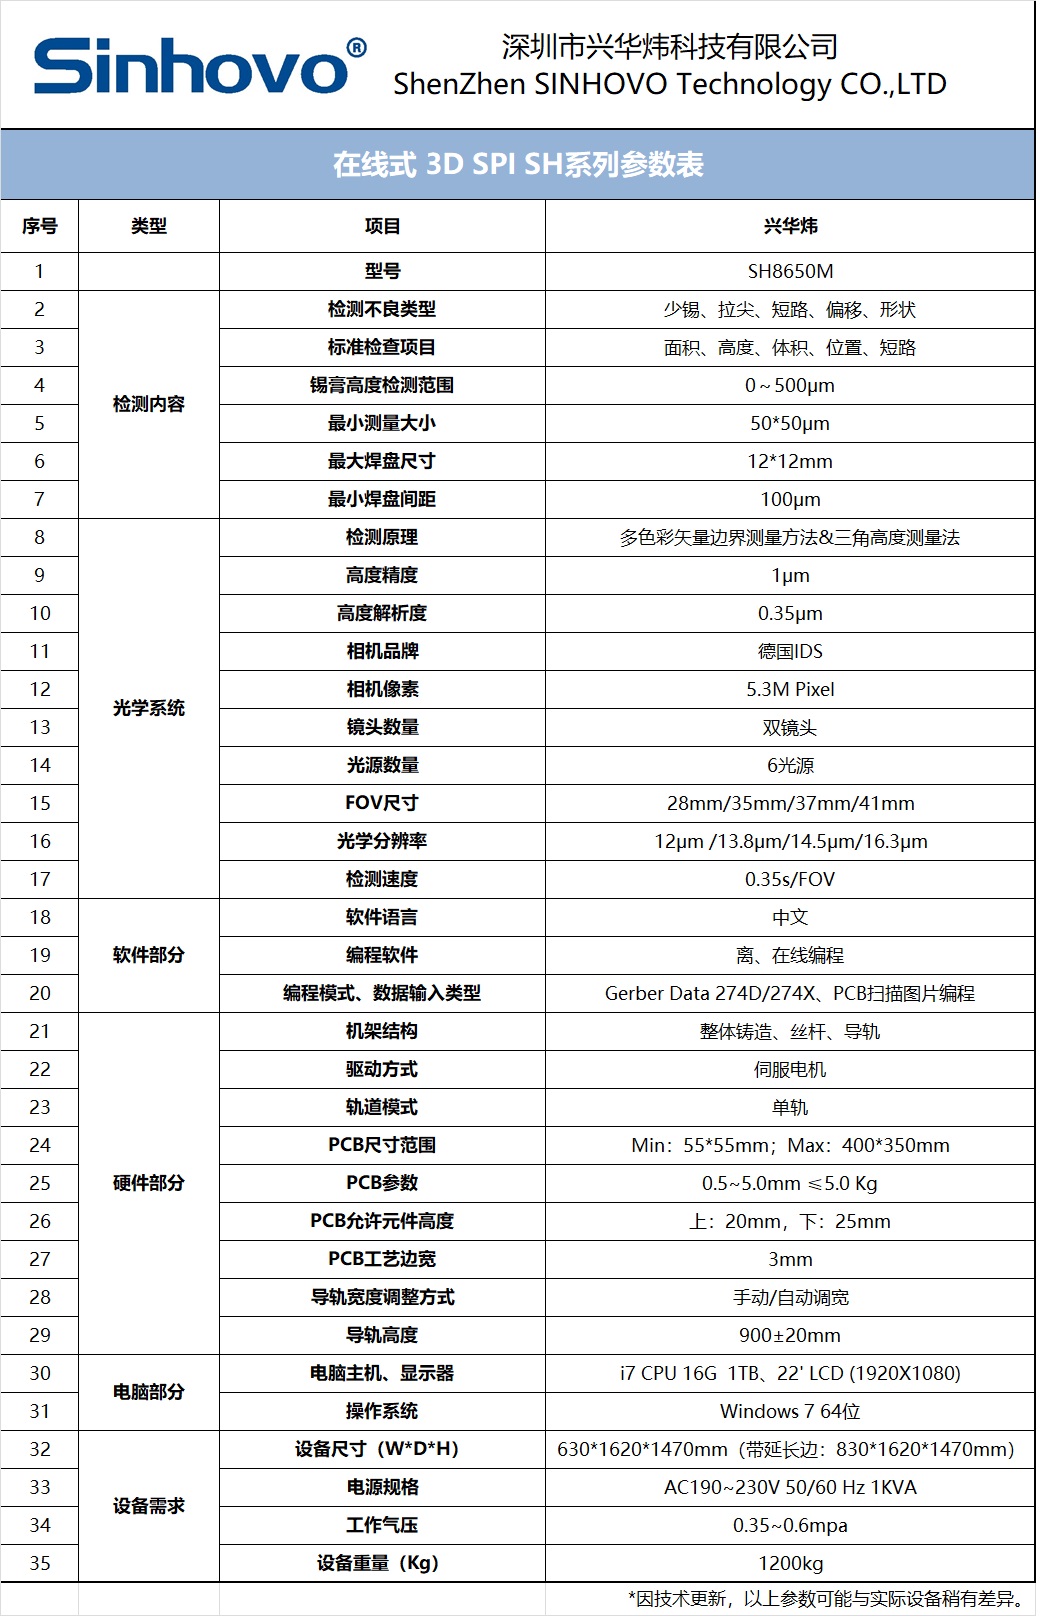 Sinhovo®
深圳市兴华炜科技有限公司
ShenZhen SINHOVO Technology CO.,LTD
在线式 3D SPI SH系列参数表
序号 类型 项目 兴华炜
1 型号 SH8650M
检测内容
2 检测不良类型 少锡、拉尖、短路、偏移、形状
3 标准检查项目 面积、高度、体积、位置、短路
4 锡膏高度检测范围 0～500μm
5 最小测量大小 50*50μm
6 最大焊盘尺寸 12*12mm
7 最小焊盘间距 100μm
光学系统
8 检测原理 多色彩矢量边界测量方法&三角高度测量法
9 高度精度 1μm
10 高度解析度 0.35μm
11 相机品牌 德国IDS
12 相机像素 5.3M Pixel
13 镜头数量 双镜头
14 光源数量 6光源
15 FOV尺寸 28mm/35mm/37mm/41mm
16 光学分辨率 12μm /13.8μm/14.5μm/16.3μm
17 检测速度 0.35s/FOV
软件部分
18 软件语言 中文
19 编程软件 离、在线编程
20 编程模式、数据输入类型 Gerber Data 274D/274X、PCB扫描图片编程
硬件部分
21 机架结构 整体铸造、丝杆、导轨
22 驱动方式 伺服电机
23 轨道模式 单轨
24 PCB尺寸范围 Min：55*55mm；Max：400*350mm
25 PCB参数 0.5~5.0mm ≤5.0 Kg
26 PCB允许元件高度 上：20mm，下：25mm
27 PCB工艺边宽 3mm
28 导轨宽度调整方式 手动/自动调宽
29 导轨高度 900±20mm
电脑部分
30 电脑主机、显示器 i7 CPU 16G 1TB、22' LCD (1920X1080)
31 操作系统 Windows 7 64位
设备需求
32 设备尺寸（W*D*H） 630*1620*1470mm（带延长边：830*1620*1470mm）
33 电源规格 AC190~230V 50/60 Hz 1KVA
34 工作气压 0.35~0.6mpa
35 设备重量（Kg） 1200kg
*因技术更新，以上参数可能与实际设备稍有差异。